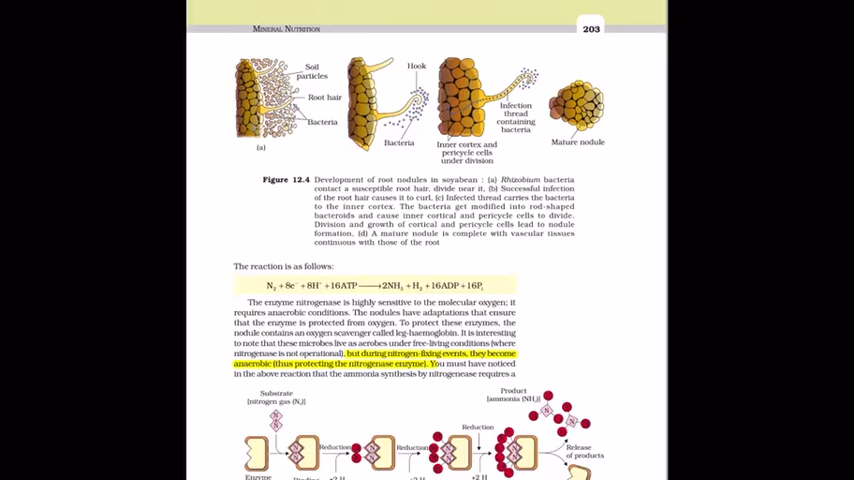 MINERAL NUTRITION
203
Soil
particles
Root hair
Bacteria
(a)
Hook
Bacteria
Infection
thread
containing
bacteria
Inner cortex and
pericycle cells
under division
Mature nodule
Figure 12.4 Development of root nodules in soyabean : (a) Rhizobium bacteria
contact a susceptible root hair, divide near it, (b) Successful infection
of the root hair causes it to curl, (c) Infected thread carries the bacteria
to the inner cortex. The bacteria get modified into rod-shaped
bacteroids and cause inner cortical and pericycle cells to divide.
Division and growth of cortical and pericycle cells lead to nodule
formation, (d) A mature nodule is complete with vascular tissues
continuous with those of the root
The reaction is as follows:
N₂ + 8e⁻ + 8H⁺ + 16ATP ⟶ 2NH₃ + H₂ + 16ADP + 16Pᵢ
The enzyme nitrogenase is highly sensitive to the molecular oxygen; it
requires anaerobic conditions. The nodules have adaptations that ensure
that the enzyme is protected from oxygen. To protect these enzymes, the
nodule contains an oxygen scavenger called leg-haemoglobin. It is interesting
to note that these microbes live as aerobes under free-living conditions (where
nitrogenase is not operational), but during nitrogen-fixing events, they become
anaerobic (thus protecting the nitrogenase enzyme). You must have noticed
in the above reaction that the ammonia synthesis by nitrogenease requires a
Substrate
[nitrogen gas (N₂)]
Product
[ammonia (NH₃)]
Reduction
Reduction
Reduction
N
N
N
N
N
N
N
N
N
N
N
N
Release
of products
Enzyme
Binding
+2 H
+2 H
+2 H